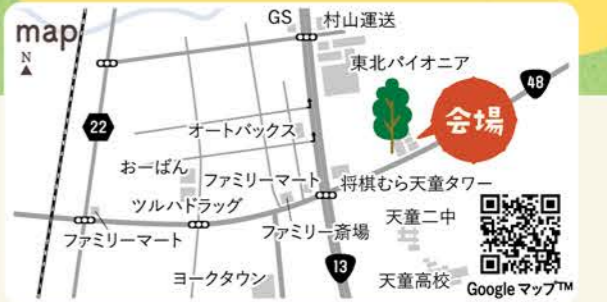 map
N
GS
村山運送
東北パイオニア
48
会場
22
オートバックス
おーばん
ファミリーマート
将棋むら天童タワー
ツルハドラッグ
天童二中
ファミリーマート
ファミリー斎場
13
ヨークタウン
天童高校
Google マップ™